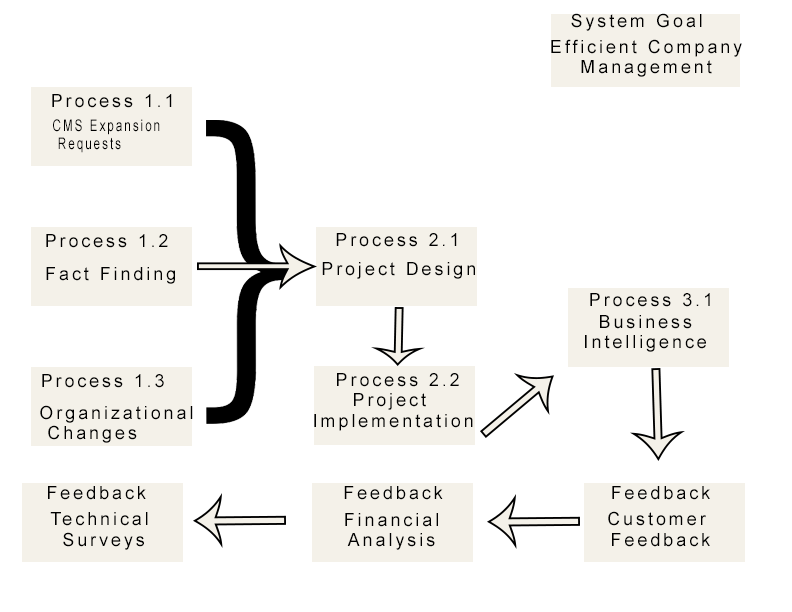 System Goal
Efficient Company
Management
Process 1.1
CMS Expansion
Requests
Process 1.2
Fact Finding
Process 1.3
Organizational
Changes
Process 2.1
Project Design
Process 2.2
Project
Implementation
Process 3.1
Business
Intelligence
Feedback
Customer
Feedback
Feedback
Financial
Analysis
Feedback
Technical
Surveys